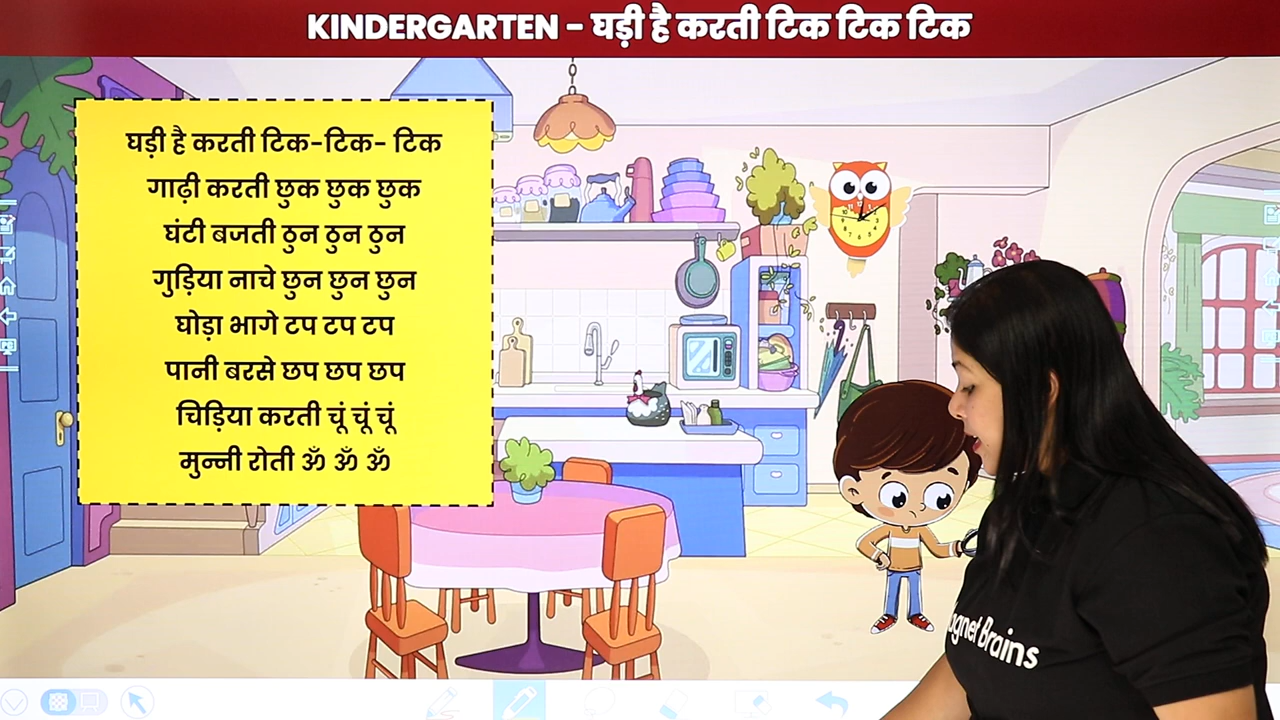 KINDERGARTEN - घड़ी है करती टिक टिक टिक
घड़ी है करती टिक-टिक- टिक
गाढ़ी करती छुक छुक छुक
घंटी बजती ठुन ठुन ठुन
गुड़िया नाचे छुन छुन छुन
घोड़ा भागे टप टप टप
पानी बरसे छप छप छप
चिड़िया करती चूं चूं चूं
मुन्नी रोती ॐ ॐ ॐ
Brains